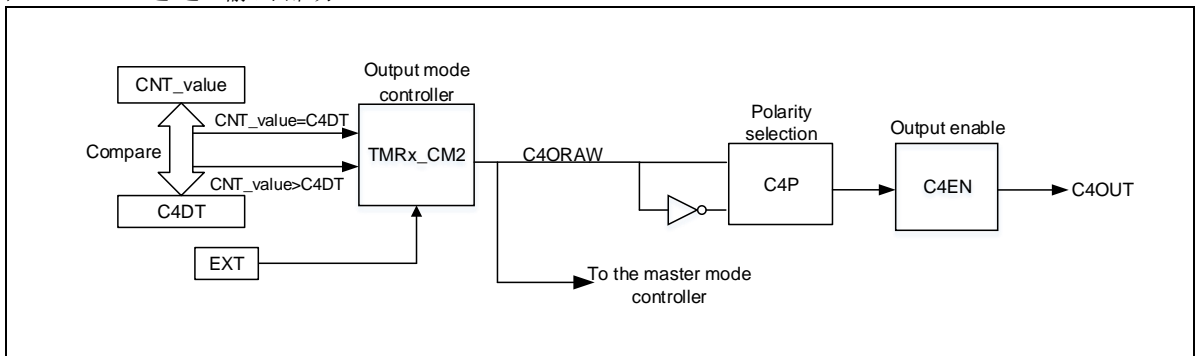 Output mode
controller
CNT_value
CNT_value=C4DT
Compare
TMRx_CM2
CNT_value>C4DT
C4DT
EXT
C4ORAW
To the master mode
controller
Polarity
selection
C4P
Output enable
C4EN
C4OUT